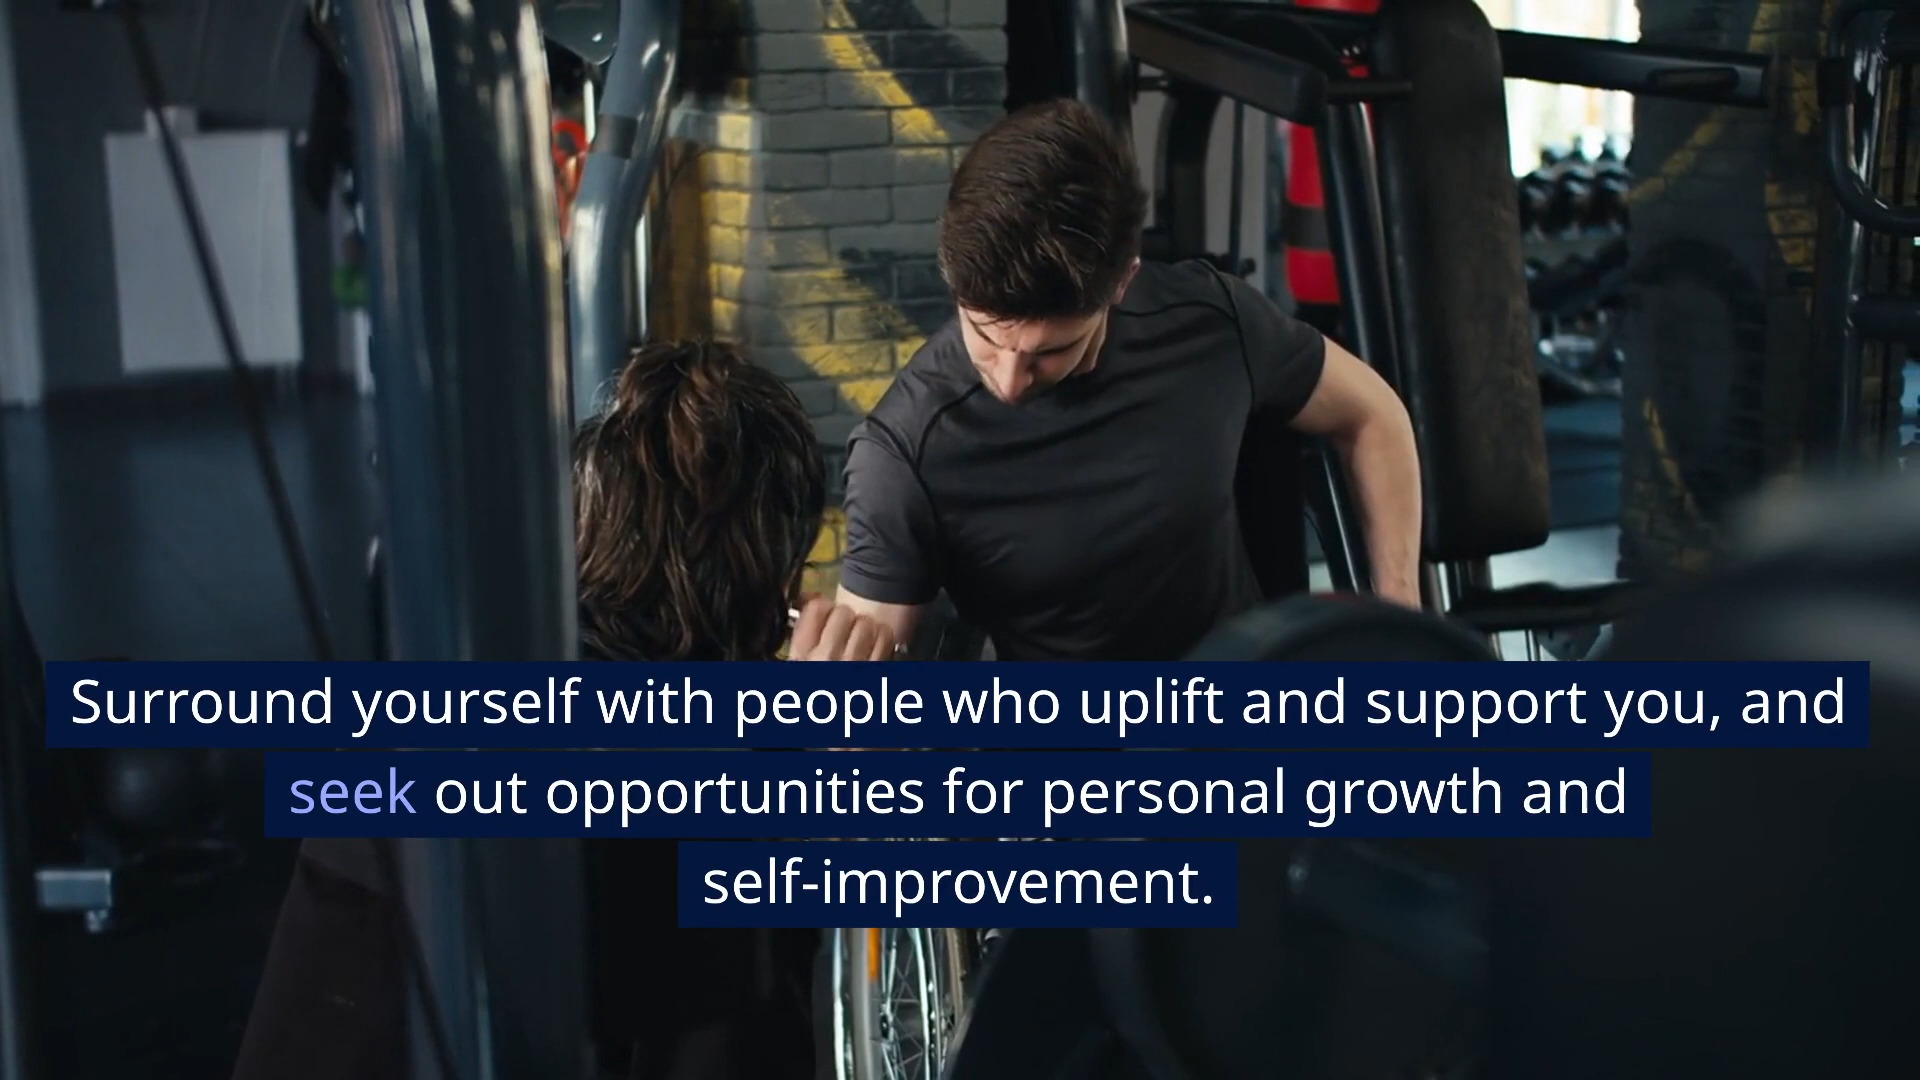 Surround yourself with people who uplift and support you, and
seek out opportunities for personal growth and
self-improvement.